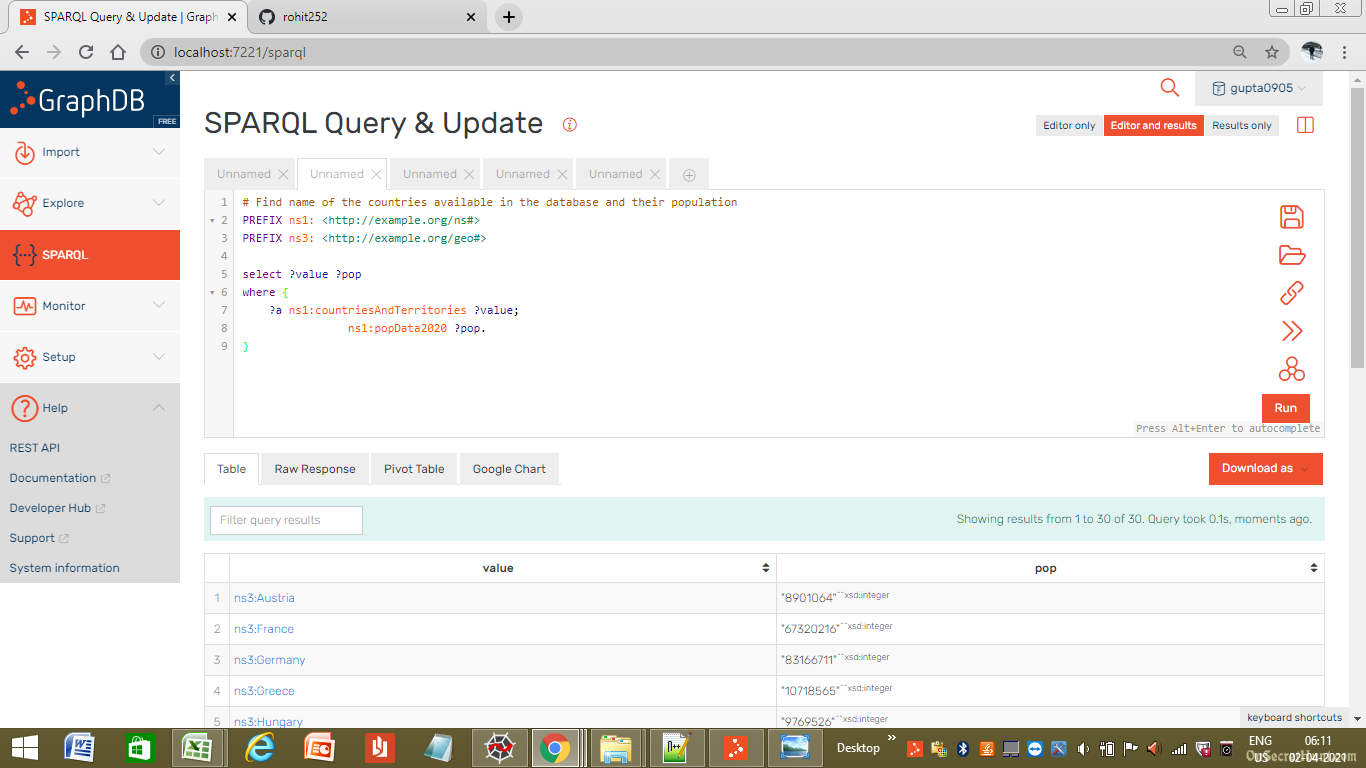 SPARQL Query & Update | Graph
rohit252
localhost:7221/sparql
GraphDB
FREE
gupta0905
SPARQL Query & Update
Editor only
Editor and results
Results only
Import
Explore
SPARQL
Monitor
Setup
Help
REST API
Documentation
Developer Hub
Support
System information
Unnamed
Unnamed
Unnamed
Unnamed
Unnamed
1 # Find name of the countries available in the database and their population
2 PREFIX ns1: <http://example.org/ns#>
3 PREFIX ns3: <http://example.org/geo#>
4
5 select ?value ?pop
6 where {
7 ?a ns1:countriesAndTerritories ?value;
8 ns1:popData2020 ?pop.
9 }
Run
Press Alt+Enter to autocomplete
Table
Raw Response
Pivot Table
Google Chart
Download as
Filter query results
Showing results from 1 to 30 of 30. Query took 0.1s, moments ago.
value pop
1 ns3:Austria "8901064"^^xsd:integer
2 ns3:France "67320216"^^xsd:integer
3 ns3:Germany "83166711"^^xsd:integer
4 ns3:Greece "10718565"^^xsd:integer
5 ns3:Hungary "9769526"^^xsd:integer
keyboard shortcuts
Desktop
ENG
US
06:11
02-04-2021